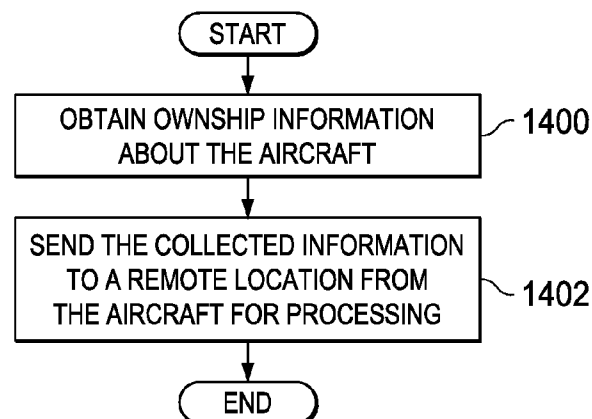 START
OBTAIN OWNSHIP INFORMATION
ABOUT THE AIRCRAFT
1400
SEND THE COLLECTED INFORMATION
TO A REMOTE LOCATION FROM
THE AIRCRAFT FOR PROCESSING
1402
END